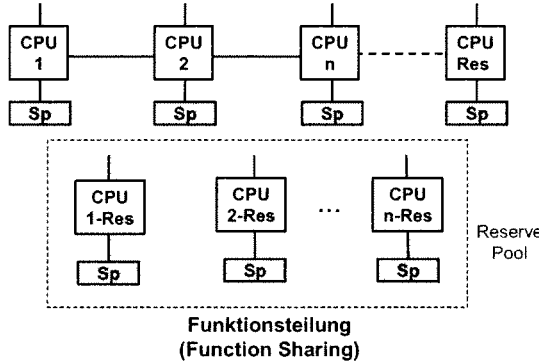 CPU 1
CPU 2
CPU n
CPU Res
Sp
Sp
Sp
Sp
CPU 1-Res
CPU 2-Res
...
CPU n-Res
Sp
Sp
Sp
Reserve
Pool
Funktionsteilung
(Function Sharing)